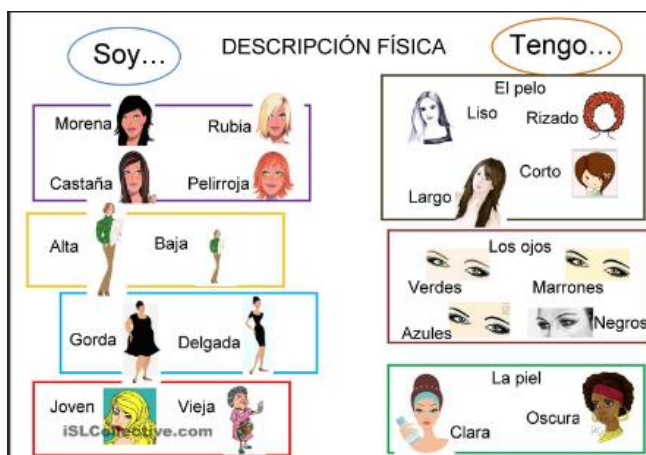 Soy...
DESCRIPCIÓN FÍSICA
Tengo...
Morena
Rubia
Castaña
Pelirroja
Alta
Baja
Gorda
Delgada
Joven
Vieja
iSLCollective.com
El pelo
Liso
Rizado
Corto
Largo
Los ojos
Verdes
Marrones
Azules
Negros
La piel
Clara
Oscura